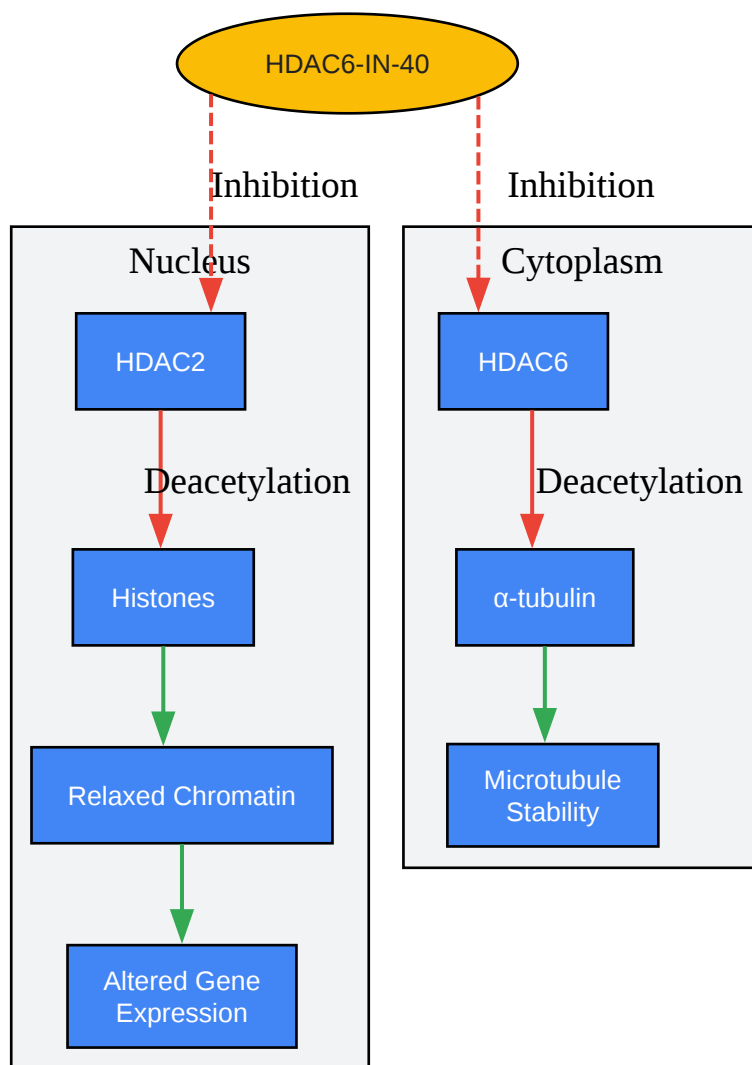 HDAC6-IN-40
Inhibition
Inhibition
Nucleus
HDAC2
Deacetylation
Histones
Relaxed Chromatin
Altered Gene
Expression
Cytoplasm
HDAC6
Deacetylation
α-tubulin
Microtubule
Stability